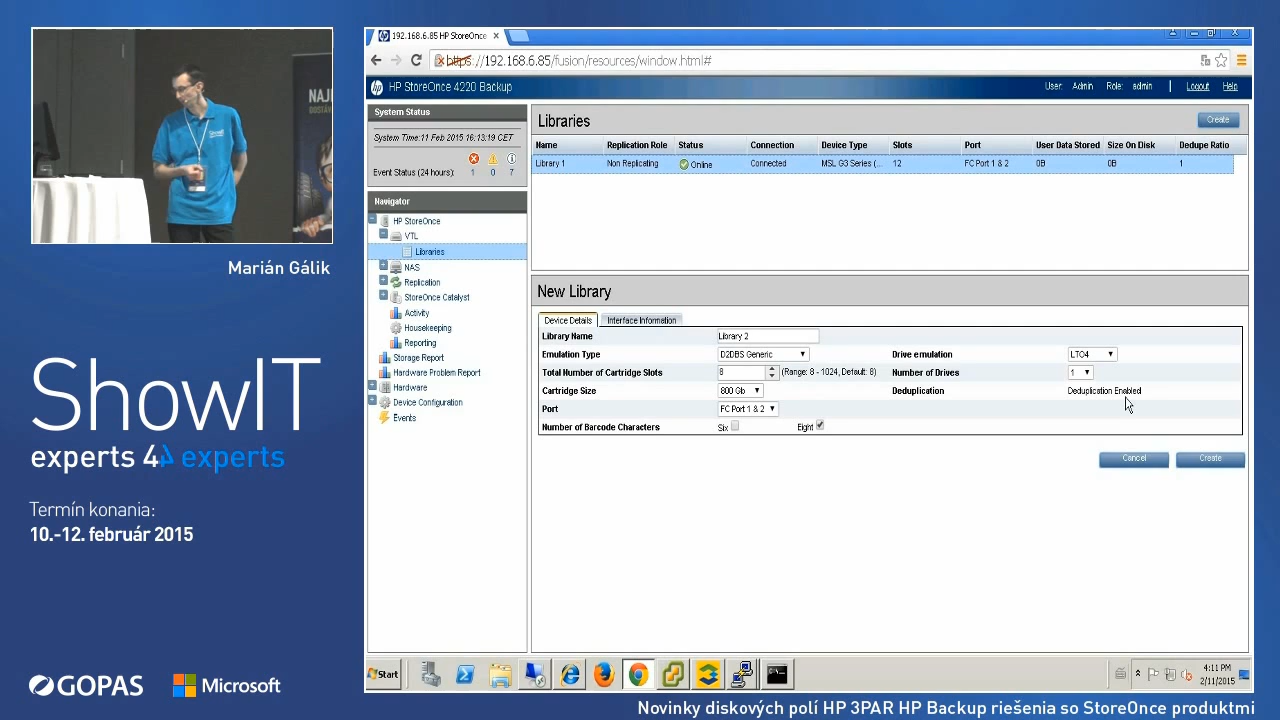 NAJ
Marián Gálik
ShowIT
experts 4 experts
Termín konania:
10.-12. február 2015
GOPAS
Microsoft
192.168.6.85 HP StoreOnce
https://192.168.6.85/fusion/resources/window.html#
HP StoreOnce 4220 Backup
User: Admin Role: admin | Logout Help
System Status
System Time:11 Feb 2015 16:13:19 CET
Event Status (24 hours): 1 0 7
Navigator
HP StoreOnce
VTL
Libraries
NAS
Replication
StoreOnce Catalyst
Activity
Housekeeping
Reporting
Storage Report
Hardware Problem Report
Hardware
Device Configuration
Events
Libraries
Create
Name Replication Role Status Connection Device Type Slots Port User Data Stored Size On Disk Dedupe Ratio
Library 1 Non Replicating Online Connected MSL G3 Series (... 12 FC Port 1 & 2 0B 0B 1
New Library
Device Details Interface Information
Library Name Library 2
Emulation Type D2DBS Generic Drive emulation LTO4
Total Number of Cartridge Slots 8 (Range: 8 - 1024, Default: 8) Number of Drives 1
Cartridge Size 800 Gb Deduplication Deduplication Enabled
Port FC Port 1 & 2
Number of Barcode Characters Six Eight
Cancel Create
Start
4:11 PM
2/11/2015
Novinky diskových polí HP 3PAR HP Backup riešenia so StoreOnce produktmi